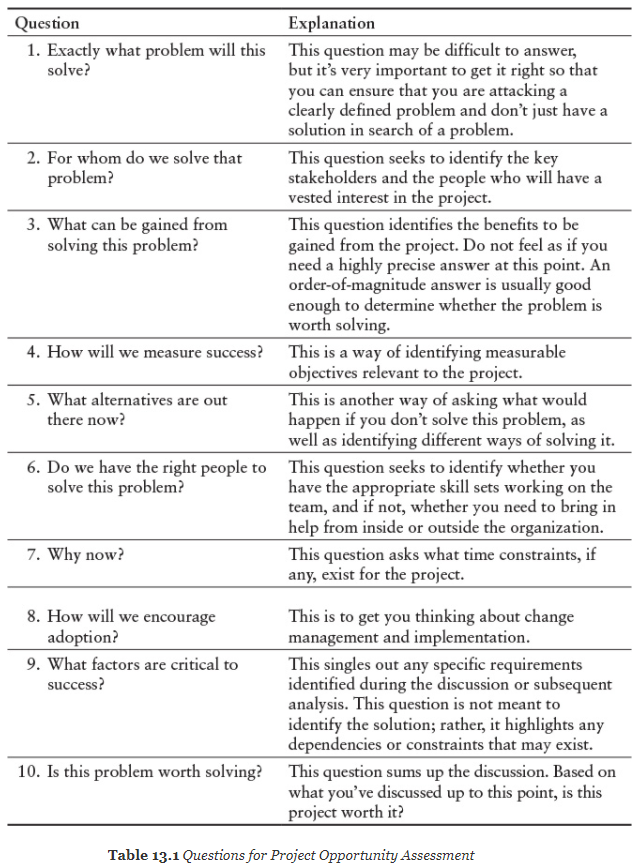 Question Explanation
1. Exactly what problem will this
solve?
This question may be difficult to answer,
but it's very important to get it right so that
you can ensure that you are attacking a
clearly defined problem and don't just have a
solution in search of a problem.
2. For whom do we solve that
problem?
This question seeks to identify the key
stakeholders and the people who will have a
vested interest in the project.
3. What can be gained from
solving this problem?
This question identifies the benefits to be
gained from the project. Do not feel as if you
need a highly precise answer at this point. An
order-of-magnitude answer is usually good
enough to determine whether the problem is
worth solving.
4. How will we measure success?
This is a way of identifying measurable
objectives relevant to the project.
5. What alternatives are out
there now?
This is another way of asking what would
happen if you don't solve this problem, as
well as identifying different ways of solving it.
6. Do we have the right people to
solve this problem?
This question seeks to identify whether you
have the appropriate skill sets working on the
team, and if not, whether you need to bring in
help from inside or outside the organization.
7. Why now?
This question asks what time constraints, if
any, exist for the project.
8. How will we encourage
adoption?
This is to get you thinking about change
management and implementation.
9. What factors are critical to
success?
This singles out any specific requirements
identified during the discussion or subsequent
analysis. This question is not meant to
identify the solution; rather, it highlights any
dependencies or constraints that may exist.
10. Is this problem worth solving?
This question sums up the discussion. Based on
what you've discussed up to this point, is this
project worth it?
Table 13.1 Questions for Project Opportunity Assessment